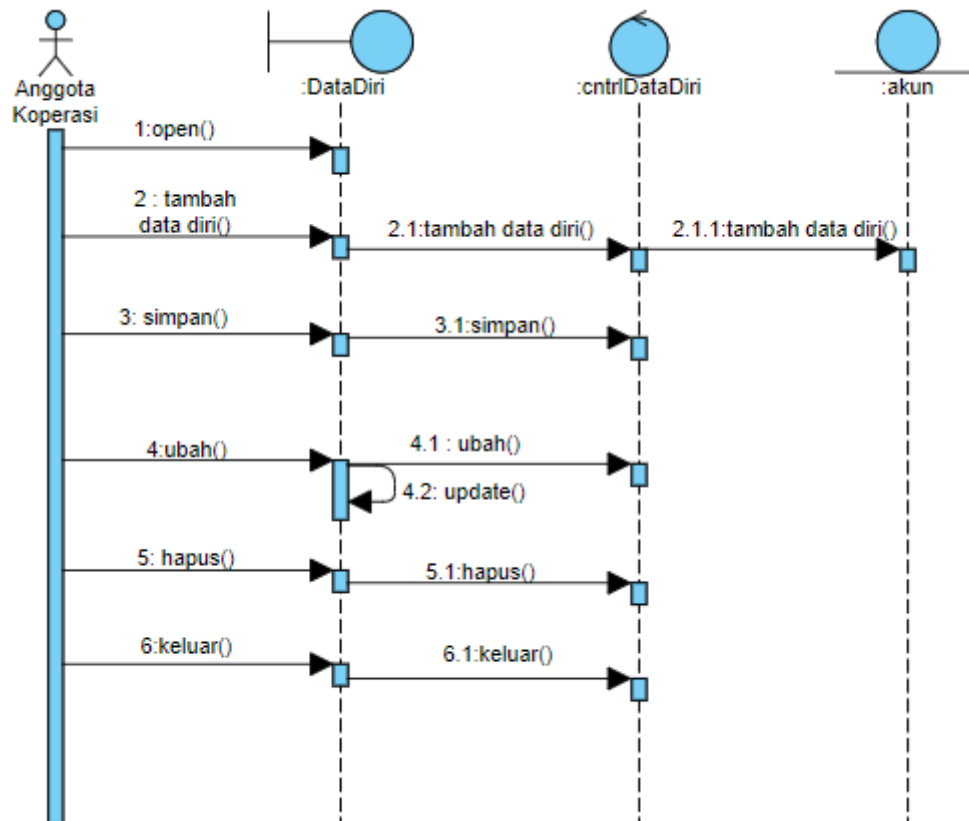 Anggota
Koperasi
:DataDiri
:cntrlDataDiri
:akun
1:open()
2 : tambah
data diri()
2.1:tambah data diri()
2.1.1:tambah data diri()
3: simpan()
3.1:simpan()
4:ubah()
4.1 : ubah()
4.2: update()
5: hapus()
5.1:hapus()
6:keluar()
6.1:keluar()